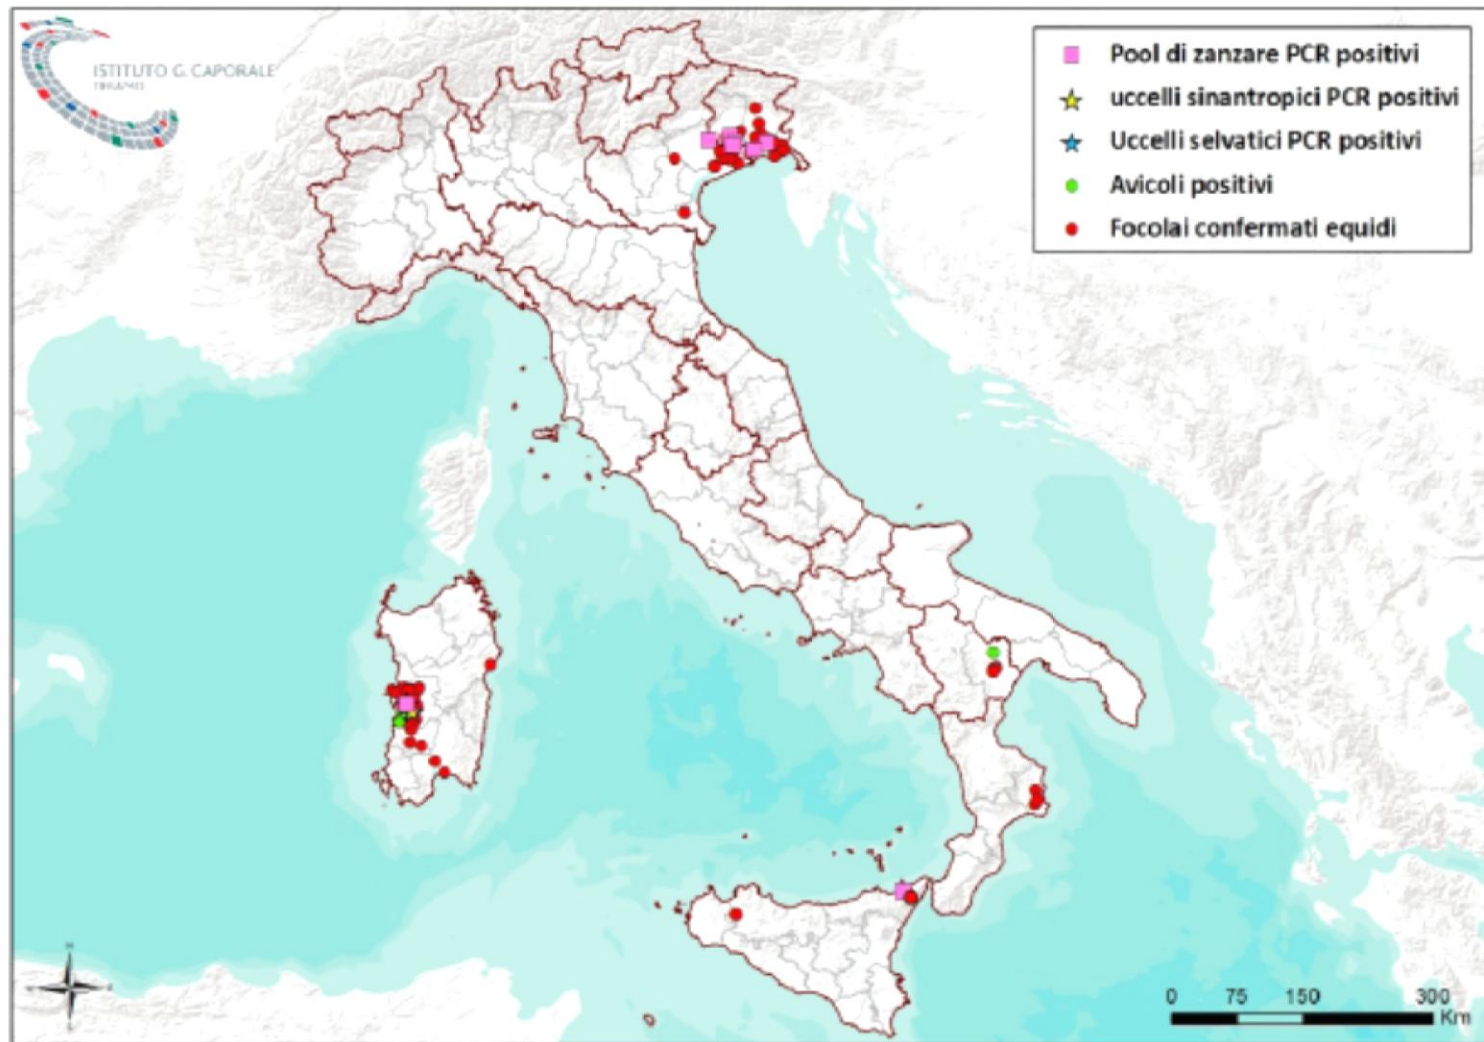 ISTITUTO G. CAPORALE
TERAMO
Pool di zanzare PCR positivi
uccelli sinantropici PCR positivi
Uccelli selvatici PCR positivi
Avicoli positivi
Focolai confermati equidi
0 75 150 300
Km